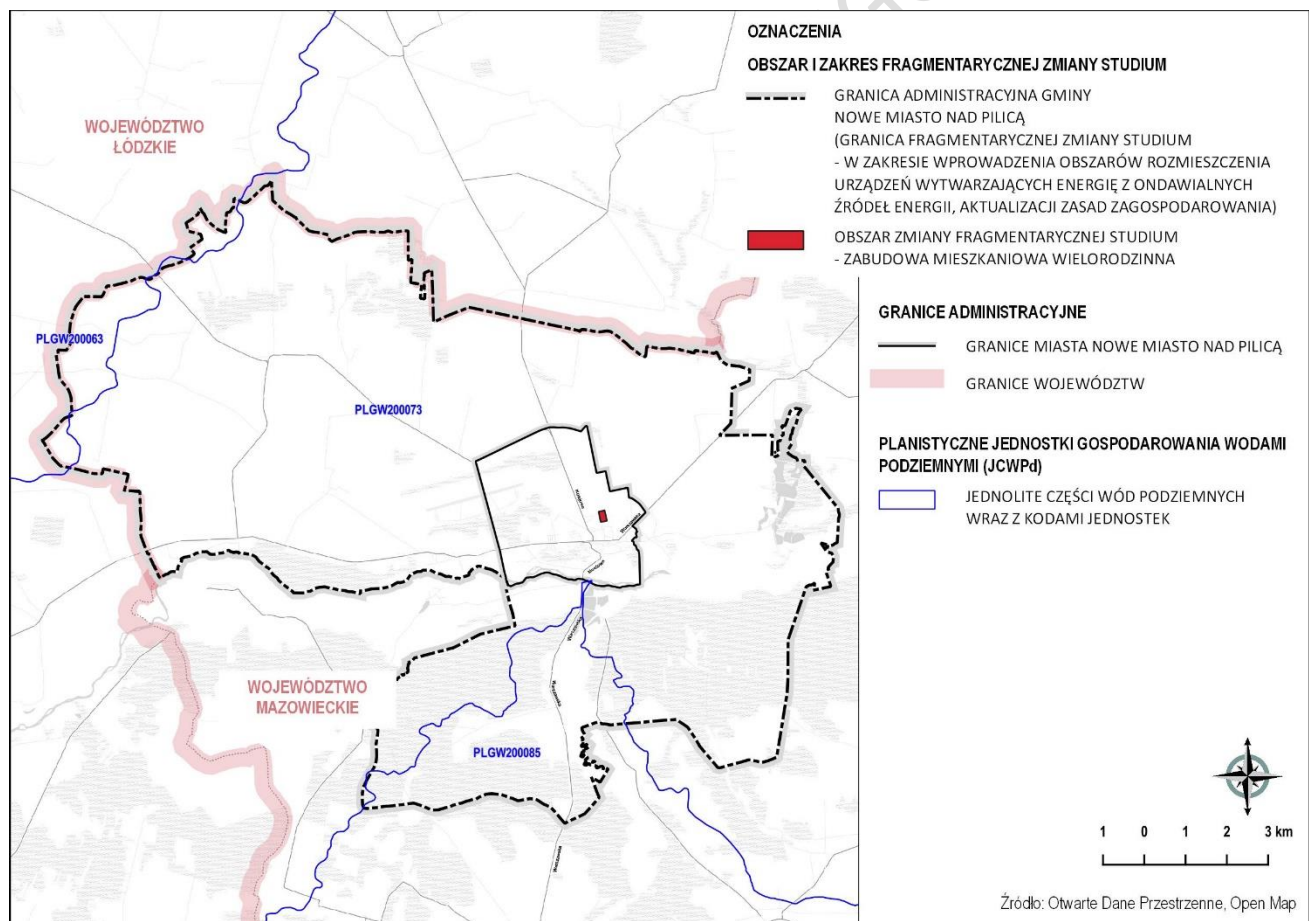 OZNACZENIA
OBSZAR I ZAKRES FRAGMENTARYCZNEJ ZMIANY STUDIUM
GRANICA ADMINISTRACYJNA GMINY
NOWE MIASTO NAD PILICĄ
(GRANICA FRAGMENTARYCZNEJ ZMIANY STUDIUM
- W ZAKRESIE WPROWADZENIA OBSZARÓW ROZMIESZCZENIA
URZĄDZEŃ WYTWARZAJĄCYCH ENERGIĘ Z ONDAWIALNYCH
ŹRÓDEŁ ENERGII, AKTUALIZACJI ZASAD ZAGOSPODAROWANIA)
OBSZAR ZMIANY FRAGMENTARYCZNEJ STUDIUM
- ZABUDOWA MIESZKANIOWA WIELORODZINNA
GRANICE ADMINISTRACYJNE
GRANICE MIASTA NOWE MIASTO NAD PILICĄ
GRANICE WOJEWÓDZTW
PLANISTYCZNE JEDNOSTKI GOSPODAROWANIA WODAMI
PODZIEMNYMI (JCWPd)
JEDNOLITE CZĘŚCI WÓD PODZIEMNYCH
WRAZ Z KODAMI JEDNOSTEK
WOJEWÓDZTWO
ŁÓDZKIE
PLGW200063
PLGW200073
WOJEWÓDZTWO
MAZOWIECKIE
PLGW200085
1 0 1 2 3 km
Źródło: Otwarte Dane Przestrzenne, Open Map